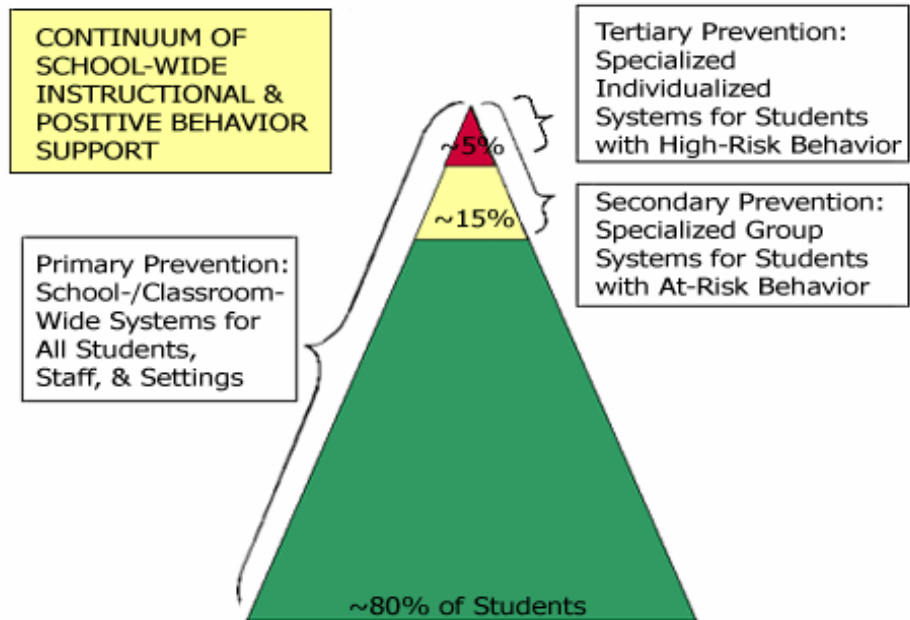 CONTINUUM OF
SCHOOL-WIDE
INSTRUCTIONAL &
POSITIVE BEHAVIOR
SUPPORT
Primary Prevention:
School-/Classroom-
Wide Systems for
All Students,
Staff, & Settings
~5%
~15%
~80% of Students
Tertiary Prevention:
Specialized
Individualized
Systems for Students
with High-Risk Behavior
Secondary Prevention:
Specialized Group
Systems for Students
with At-Risk Behavior